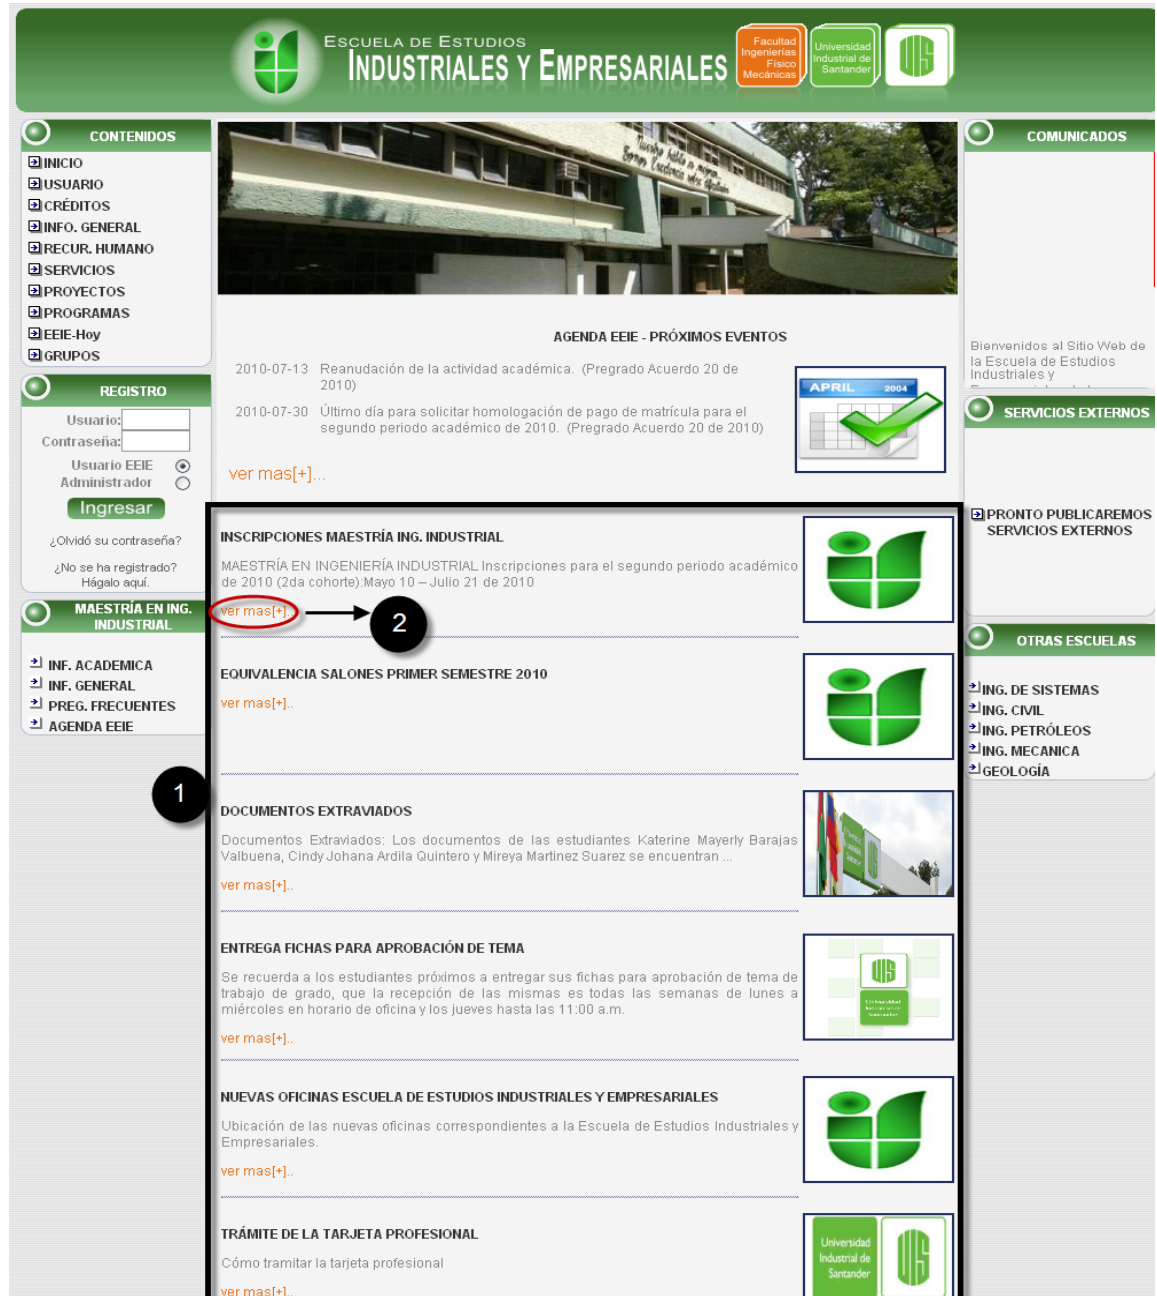 ESCUELA DE ESTUDIOS
INDUSTRIALES Y EMPRESARIALES
Facultad
Ingenierías
Físico
Mecánicas
Universidad
Industrial de
Santander
UIS
CONTENIDOS
INICIO
USUARIO
CRÉDITOS
INFO. GENERAL
RECUR. HUMANO
SERVICIOS
PROYECTOS
PROGRAMAS
EEIE-Hoy
GRUPOS
REGISTRO
Usuario:
Contraseña:
Usuario EEIE
Administrador
Ingresar
¿Olvidó su contraseña?
¿No se ha registrado?
Hágalo aquí.
MAESTRÍA EN ING.
INDUSTRIAL
INF. ACADEMICA
INF. GENERAL
PREG. FRECUENTES
AGENDA EEIE
AGENDA EEIE - PRÓXIMOS EVENTOS
2010-07-13 Reanudación de la actividad académica. (Pregrado Acuerdo 20 de
2010)
2010-07-30 Último día para solicitar homologación de pago de matrícula para el
segundo periodo académico de 2010. (Pregrado Acuerdo 20 de 2010)
APRIL 2004
ver mas[+]...
INSCRIPCIONES MAESTRÍA ING. INDUSTRIAL
MAESTRÍA EN INGENIERÍA INDUSTRIAL Inscripciones para el segundo periodo académico
de 2010 (2da cohorte):Mayo 10 – Julio 21 de 2010
ver mas[+]..
2
EQUIVALENCIA SALONES PRIMER SEMESTRE 2010
ver mas[+]..
1
DOCUMENTOS EXTRAVIADOS
Documentos Extraviados: Los documentos de las estudiantes Katerine Mayerly Barajas
Valbuena, Cindy Johana Ardila Quintero y Mireya Martinez Suarez se encuentran ...
ver mas[+]..
ENTREGA FICHAS PARA APROBACIÓN DE TEMA
Se recuerda a los estudiantes próximos a entregar sus fichas para aprobación de tema de
trabajo de grado, que la recepción de las mismas es todas las semanas de lunes a
miércoles en horario de oficina y los jueves hasta las 11:00 a.m.
ver mas[+]..
UIS
Universidad
Industrial de
Santander
NUEVAS OFICINAS ESCUELA DE ESTUDIOS INDUSTRIALES Y EMPRESARIALES
Ubicación de las nuevas oficinas correspondientes a la Escuela de Estudios Industriales y
Empresariales.
ver mas[+]..
TRÁMITE DE LA TARJETA PROFESIONAL
Cómo tramitar la tarjeta profesional
ver mas[+]..
Universidad
Industrial de
Santander
UIS
COMUNICADOS
Bienvenidos al Sitio Web de
la Escuela de Estudios
Industriales y
SERVICIOS EXTERNOS
PRONTO PUBLICAREMOS
SERVICIOS EXTERNOS
OTRAS ESCUELAS
ING. DE SISTEMAS
ING. CIVIL
ING. PETRÓLEOS
ING. MECANICA
GEOLOGÍA